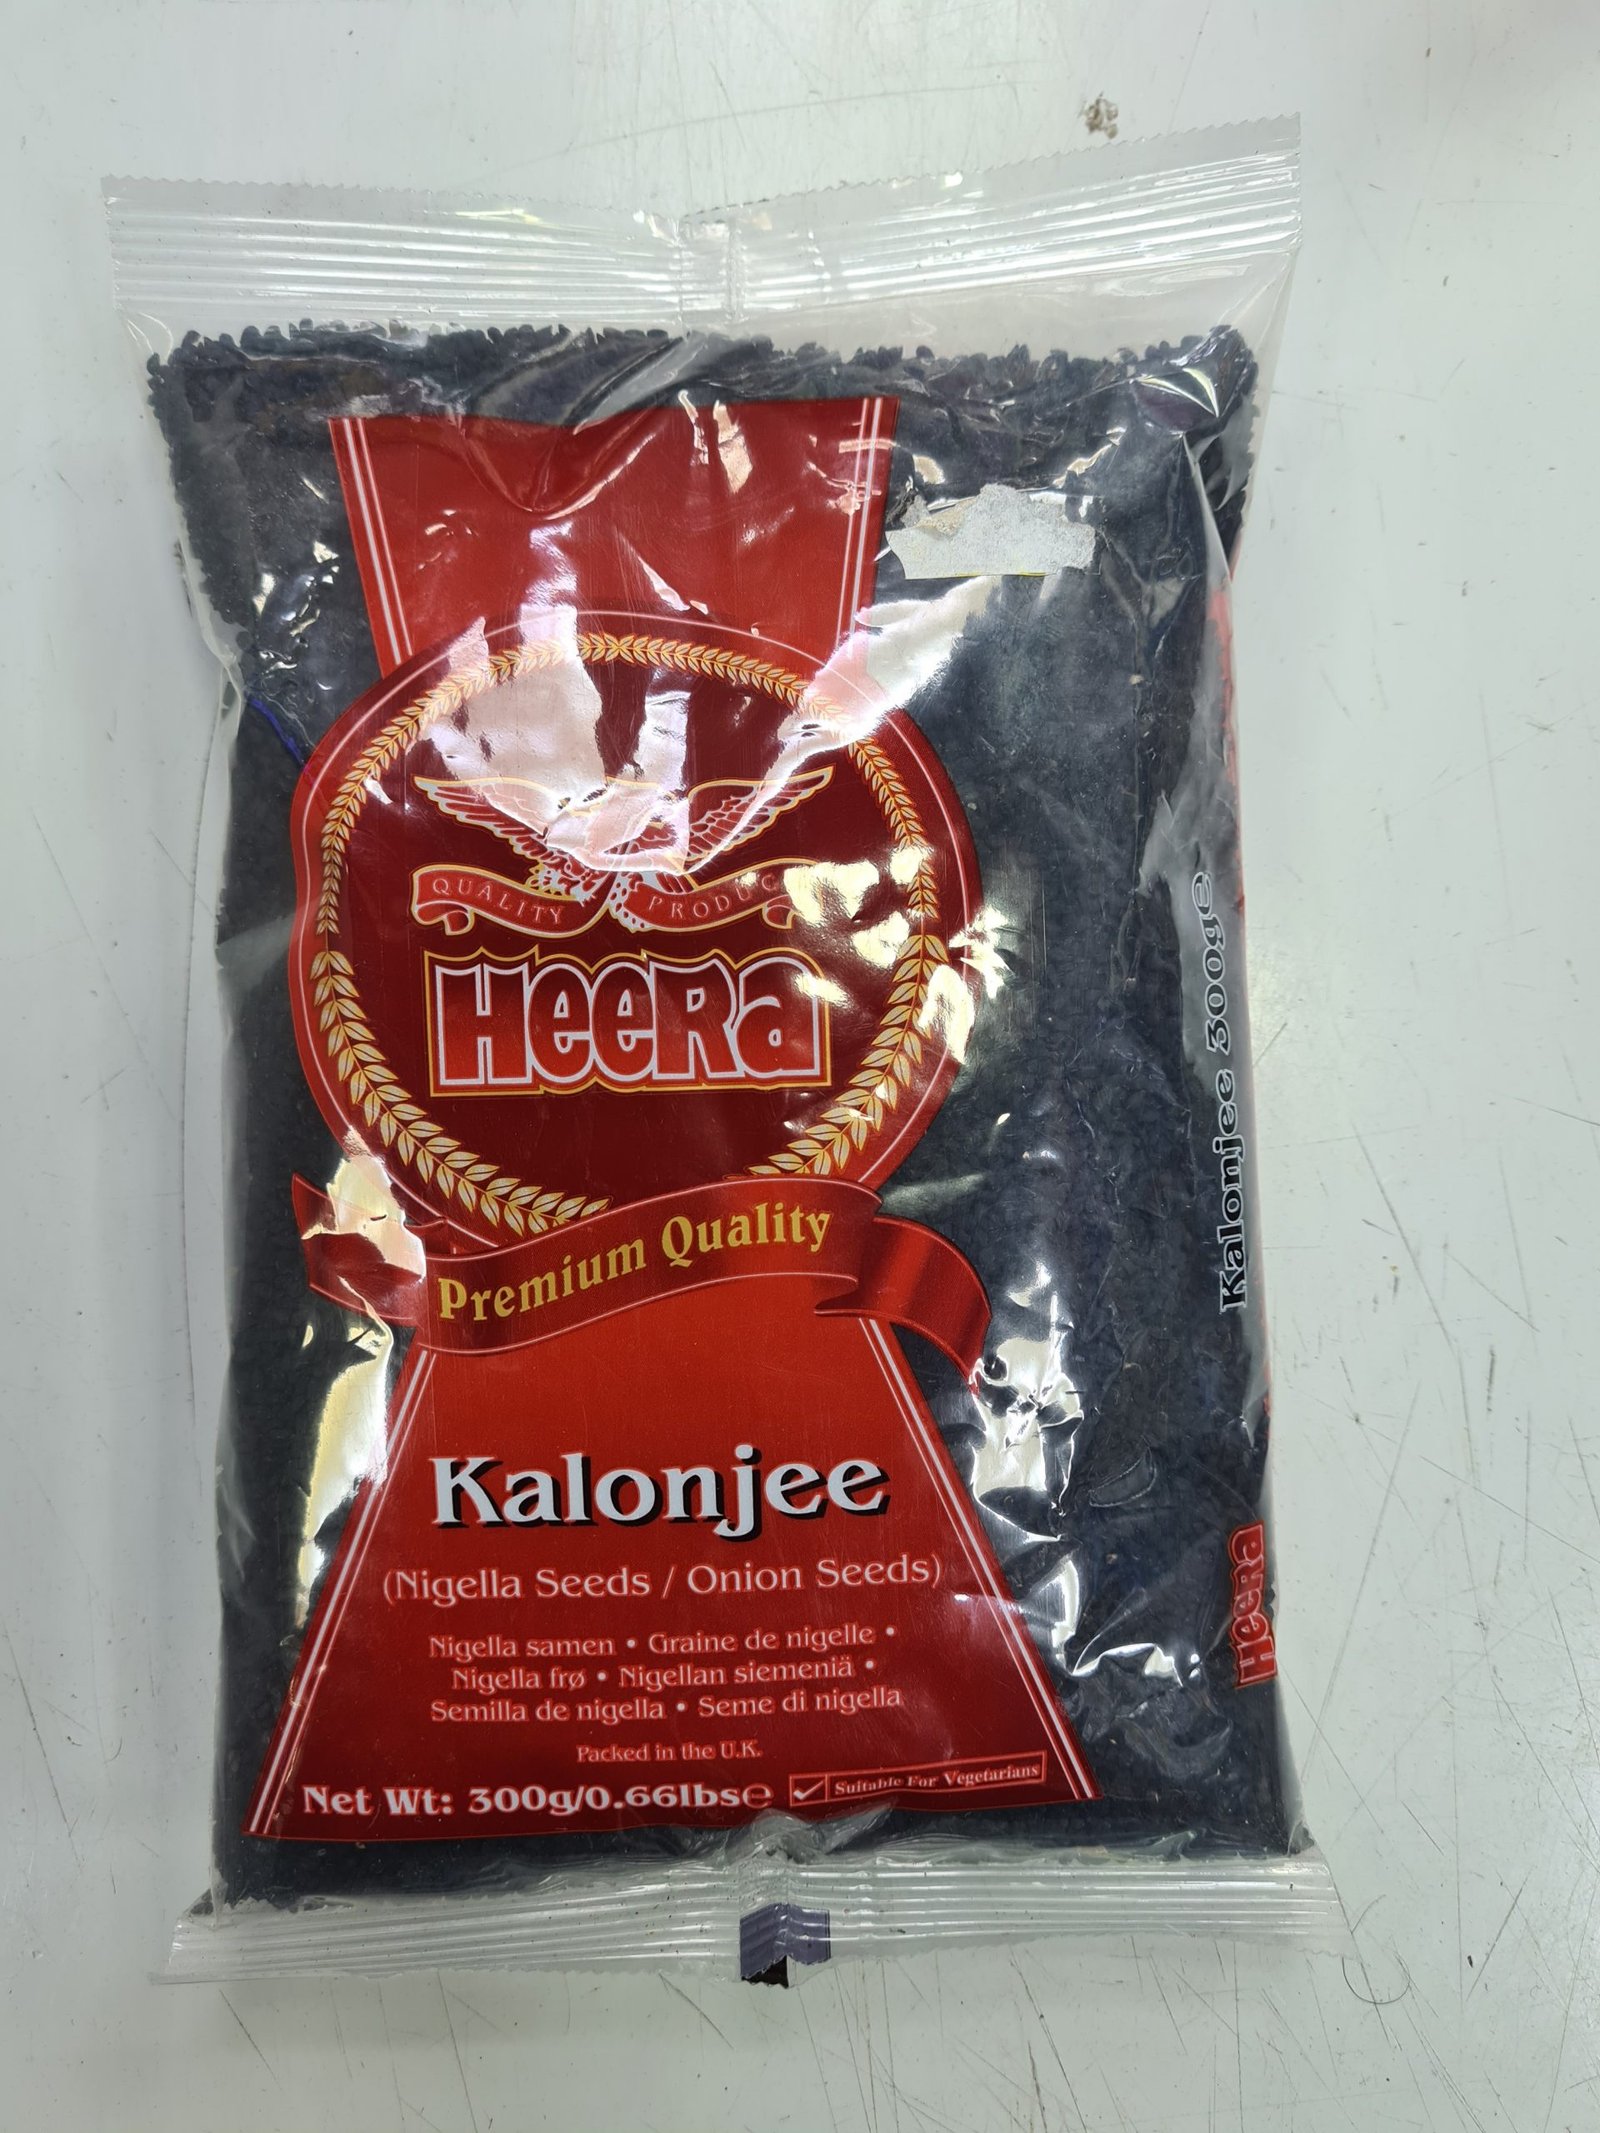 QUALITY PRODUC
HEERA
Premium Quality
Kalonjee
(Nigella Seeds / Onion Seeds)
Nigella samen • Graine de nigelle •
Nigella frø • Nigellan siemeniä •
Semilla de nigella • Seme di nigella
Packed in the U.K.
Net Wt: 300g/0.66lbs℮
Suitable For Vegetarians
Kalonjee 300g℮
HEERA